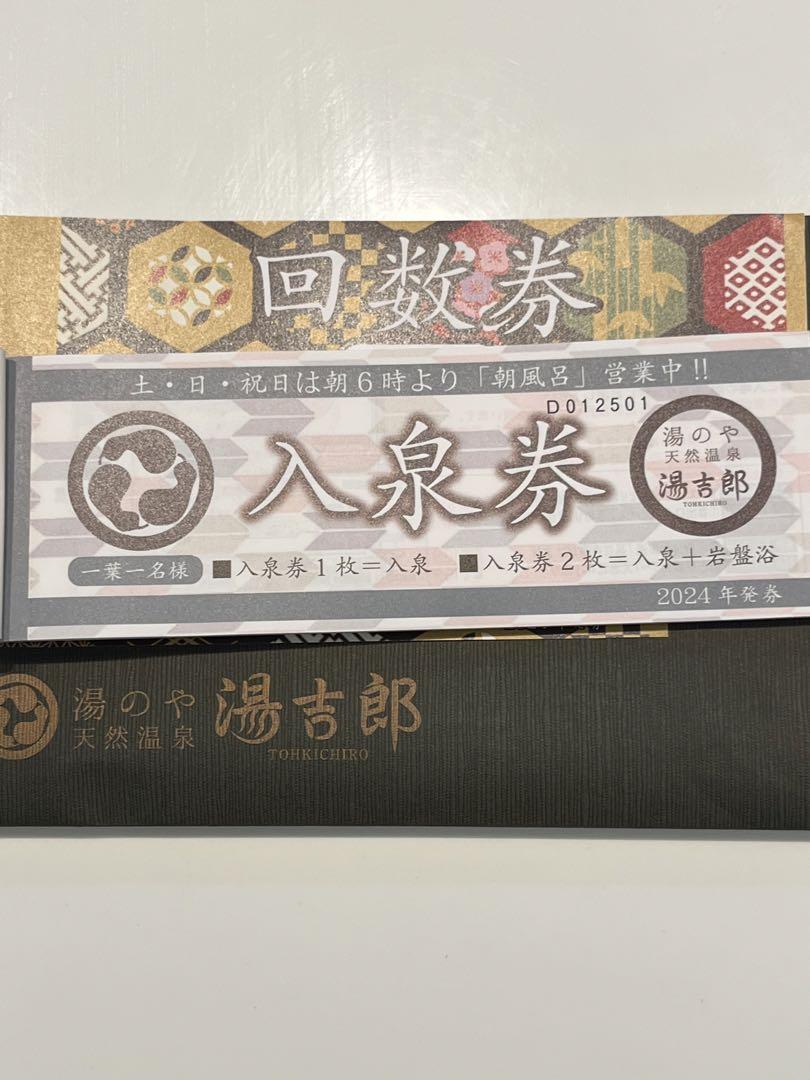 回数券
土・日・祝日は朝6時より「朝風呂」営業中!!
D012501
入泉券
湯のや
天然温泉
湯吉郎
TOHKICHIRO
一葉一名様
■入泉券1枚＝入泉 ■入泉券2枚＝入泉＋岩盤浴
2024年発券
湯のや
天然温泉
湯吉郎
TOHKICHIRO